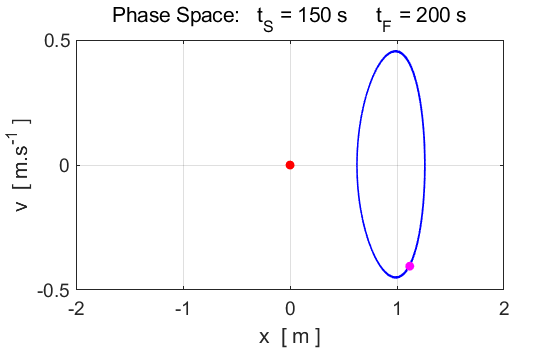 Phase Space: t_S = 150 s t_F = 200 s
0.5
0
-0.5
v [ m.s^-1 ]
-2 -1 0 1 2
x [ m ]